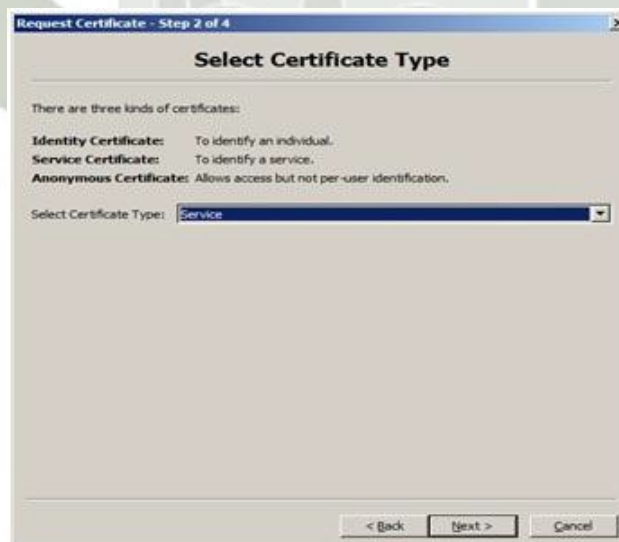 Request Certificate - Step 2 of 4
Select Certificate Type
There are three kinds of certificates:
Identity Certificate: To identify an individual.
Service Certificate: To identify a service.
Anonymous Certificate: Allows access but not per-user identification.
Select Certificate Type: Service
< Back Next > Cancel